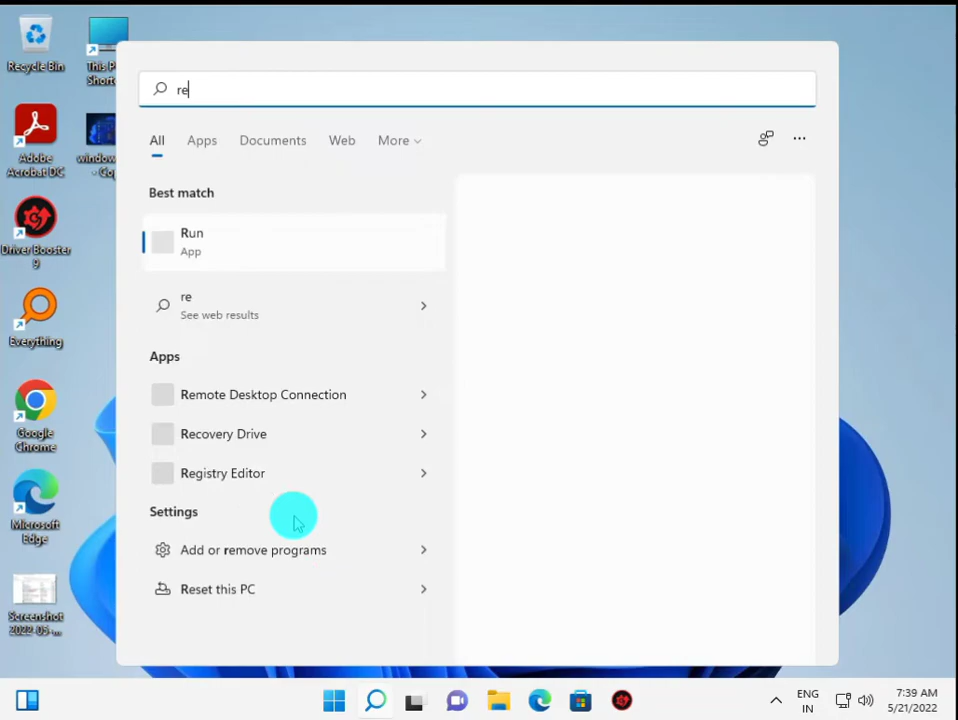 Recycle Bin
This P
Shortc
Adobe
Acrobat DC
window
- Cop
Driver Booster
9
Everything
Google
Chrome
Microsoft
Edge
Screenshot
2022-05-...
re
All Apps Documents Web More
Best match
Run
App
re
See web results
Apps
Remote Desktop Connection
Recovery Drive
Registry Editor
Settings
Add or remove programs
Reset this PC
ENG
IN
7:39 AM
5/21/2022